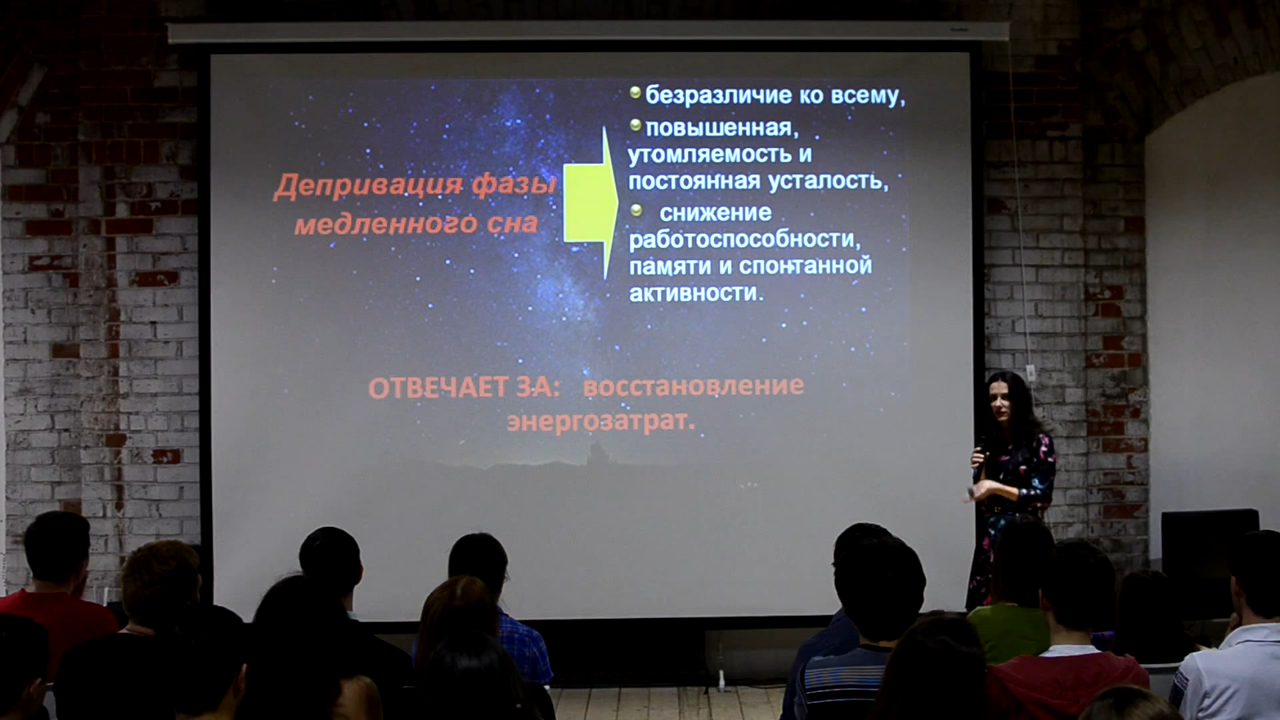 Депривация фазы
медленного сна
безразличие ко всему,
повышенная,
утомляемость и
постоянная усталость,
снижение
работоспособности,
памяти и спонтанной
активности.
ОТВЕЧАЕТ ЗА: восстановление
энергозатрат.